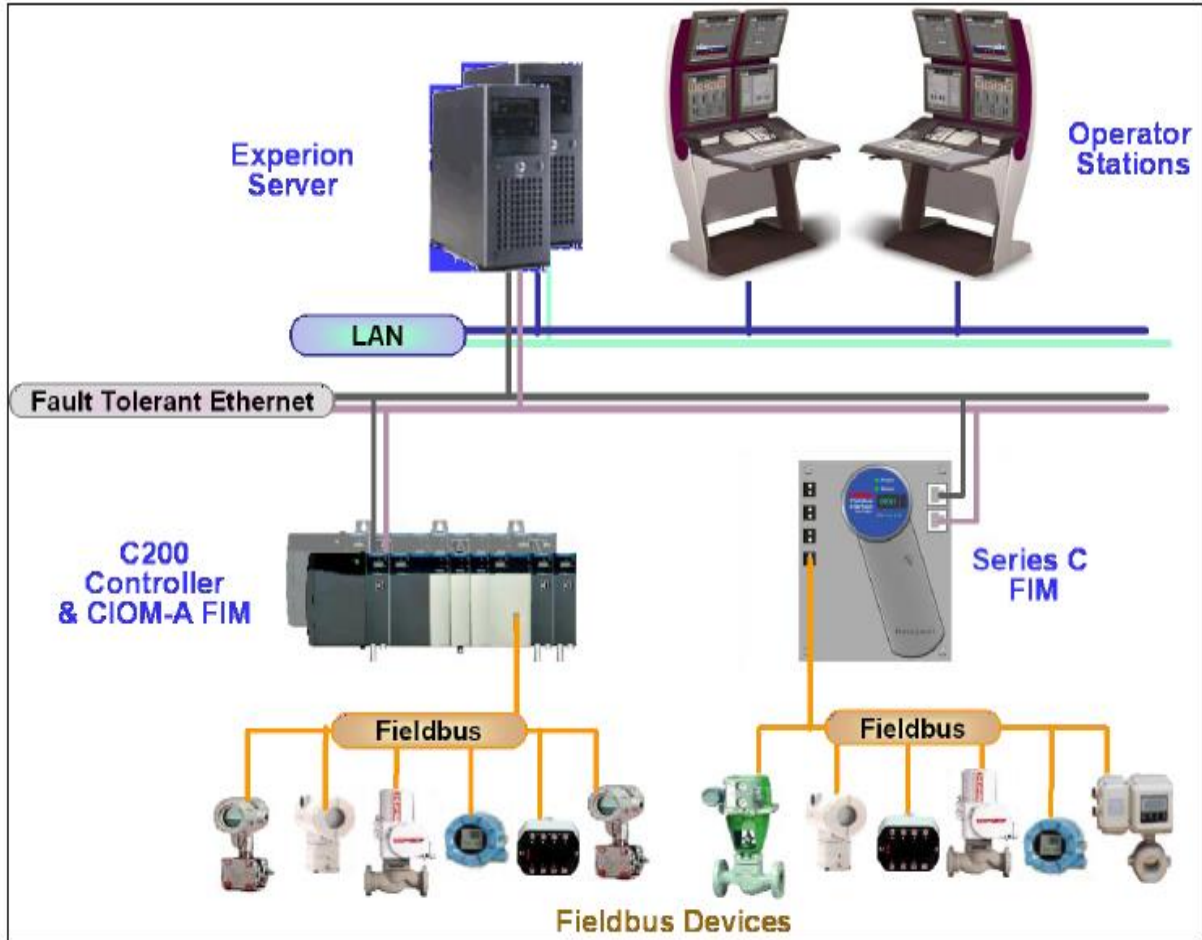 Experion
Server
Operator
Stations
LAN
Fault Tolerant Ethernet
C200
Controller
& CIOM-A FIM
Series C
FIM
Fieldbus
Fieldbus
Fieldbus Devices